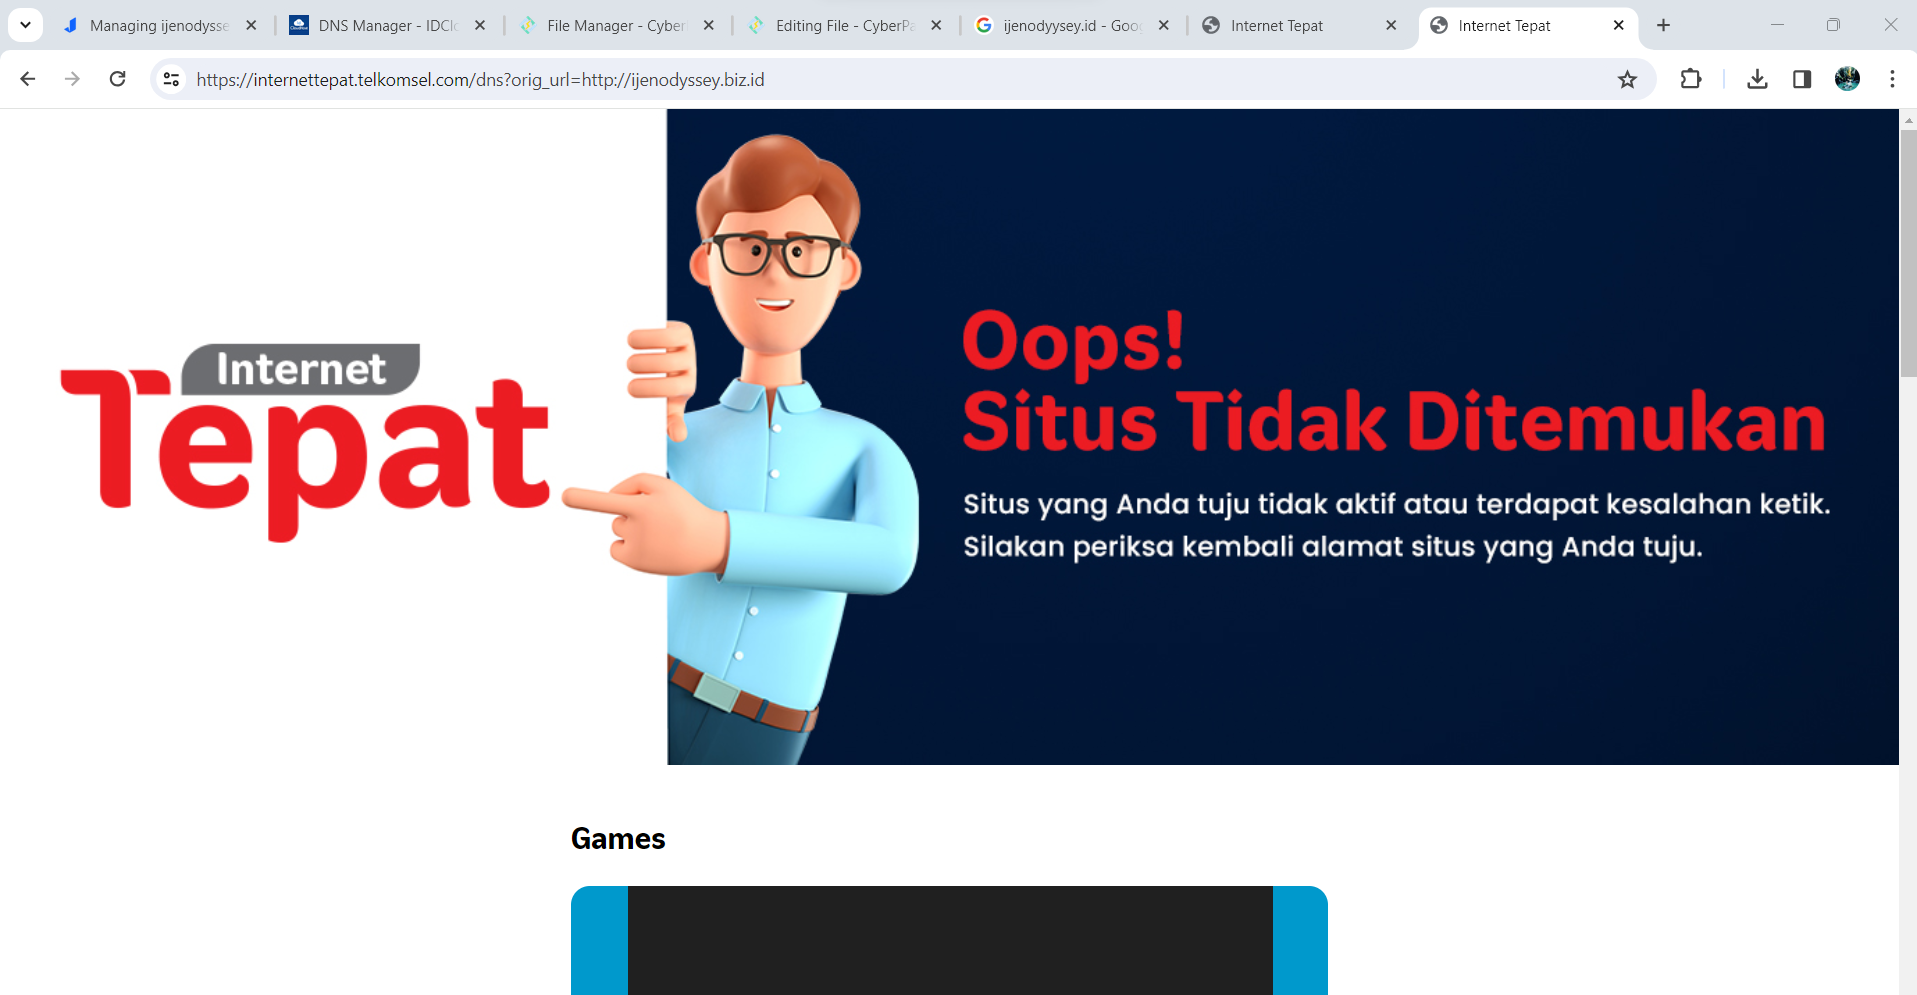 Managing ijenodysse
DNS Manager - IDClo
File Manager - Cyber
Editing File - CyberPa
ijenodyysey.id - Goo
Internet Tepat
Internet Tepat
https://internettepat.telkomsel.com/dns?orig_url=http://ijenodyssey.biz.id
Internet
Tepat
Oops!
Situs Tidak Ditemukan
Situs yang Anda tuju tidak aktif atau terdapat kesalahan ketik.
Silakan periksa kembali alamat situs yang Anda tuju.
Games